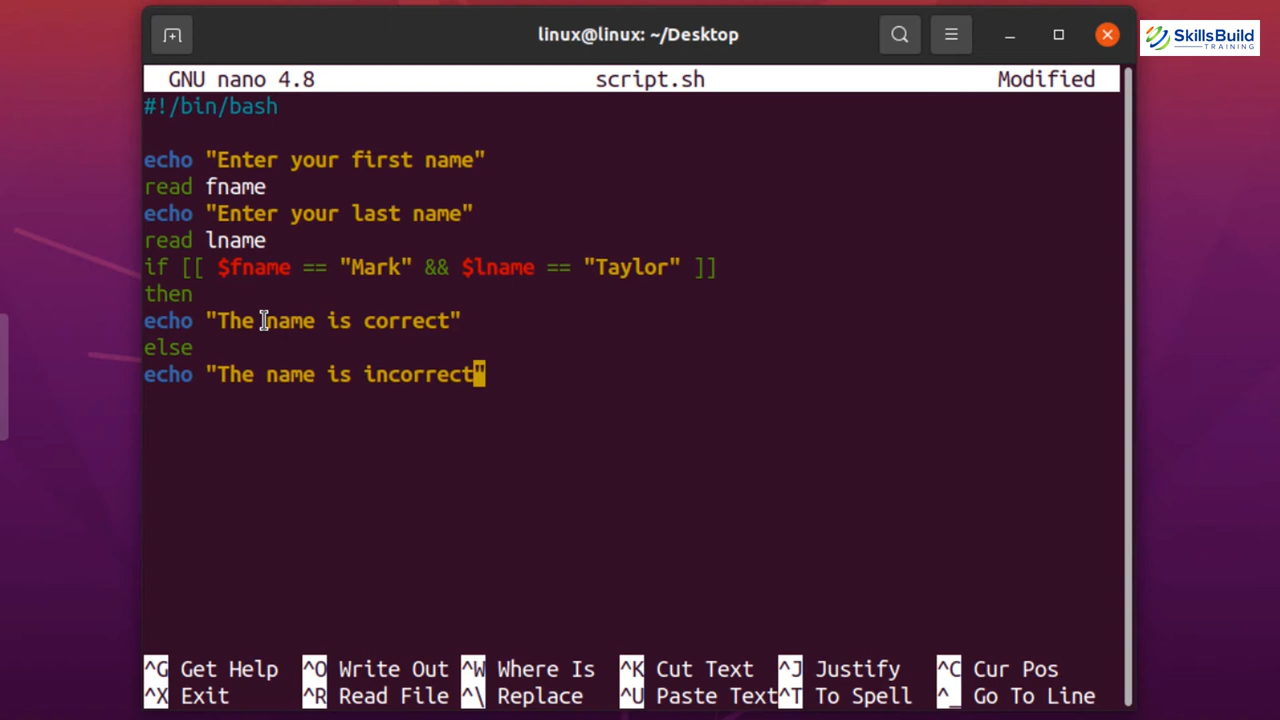 linux@linux: ~/Desktop
SkillsBuild
TRAINING
GNU nano 4.8 script.sh Modified
#!/bin/bash
echo "Enter your first name"
read fname
echo "Enter your last name"
read lname
if [[ $fname == "Mark" && $lname == "Taylor" ]]
then
echo "The name is correct"
else
echo "The name is incorrect"
^G Get Help ^O Write Out ^W Where Is ^K Cut Text ^J Justify ^C Cur Pos
^X Exit ^R Read File ^\ Replace ^U Paste Text ^T To Spell ^_ Go To Line